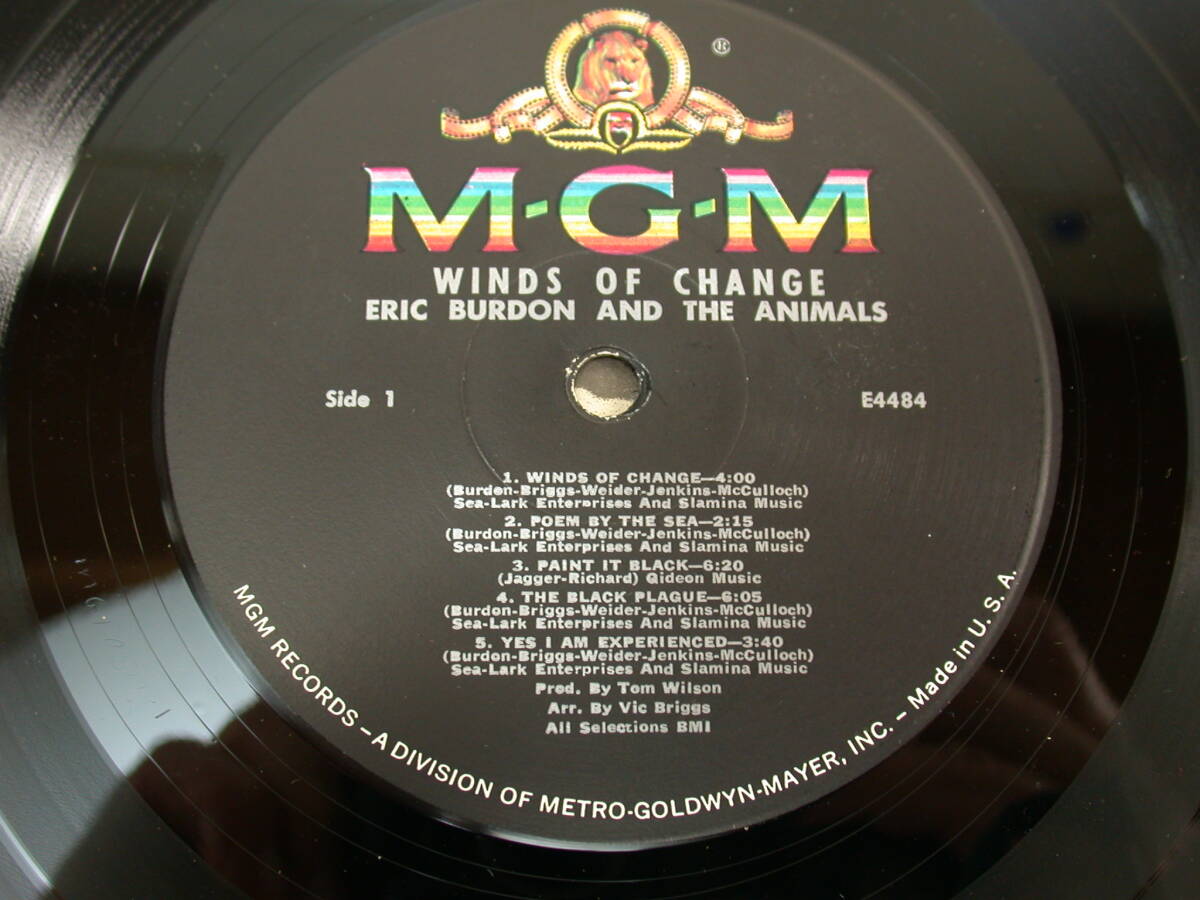 ®
M·G·M
WINDS OF CHANGE
ERIC BURDON AND THE ANIMALS
Side 1
E4484
1. WINDS OF CHANGE—4:00
(Burdon-Briggs-Weider-Jenkins-McCulloch)
Sea-Lark Enterprises And Slamina Music
2. POEM BY THE SEA—2:15
(Burdon-Briggs-Weider-Jenkins-McCulloch)
Sea-Lark Enterprises And Slamina Music
3. PAINT IT BLACK—6:20
(Jagger-Richard) Gideon Music
4. THE BLACK PLAGUE—6:05
(Burdon-Briggs-Weider-Jenkins-McCulloch)
Sea-Lark Enterprises And Slamina Music
5. YES I AM EXPERIENCED—3:40
(Burdon-Briggs-Weider-Jenkins-McCulloch)
Sea-Lark Enterprises And Slamina Music
Prod. By Tom Wilson
Arr. By Vic Briggs
All Selections BMI
MGM RECORDS – A DIVISION OF METRO-GOLDWYN-MAYER, INC. – Made in U. S. A.